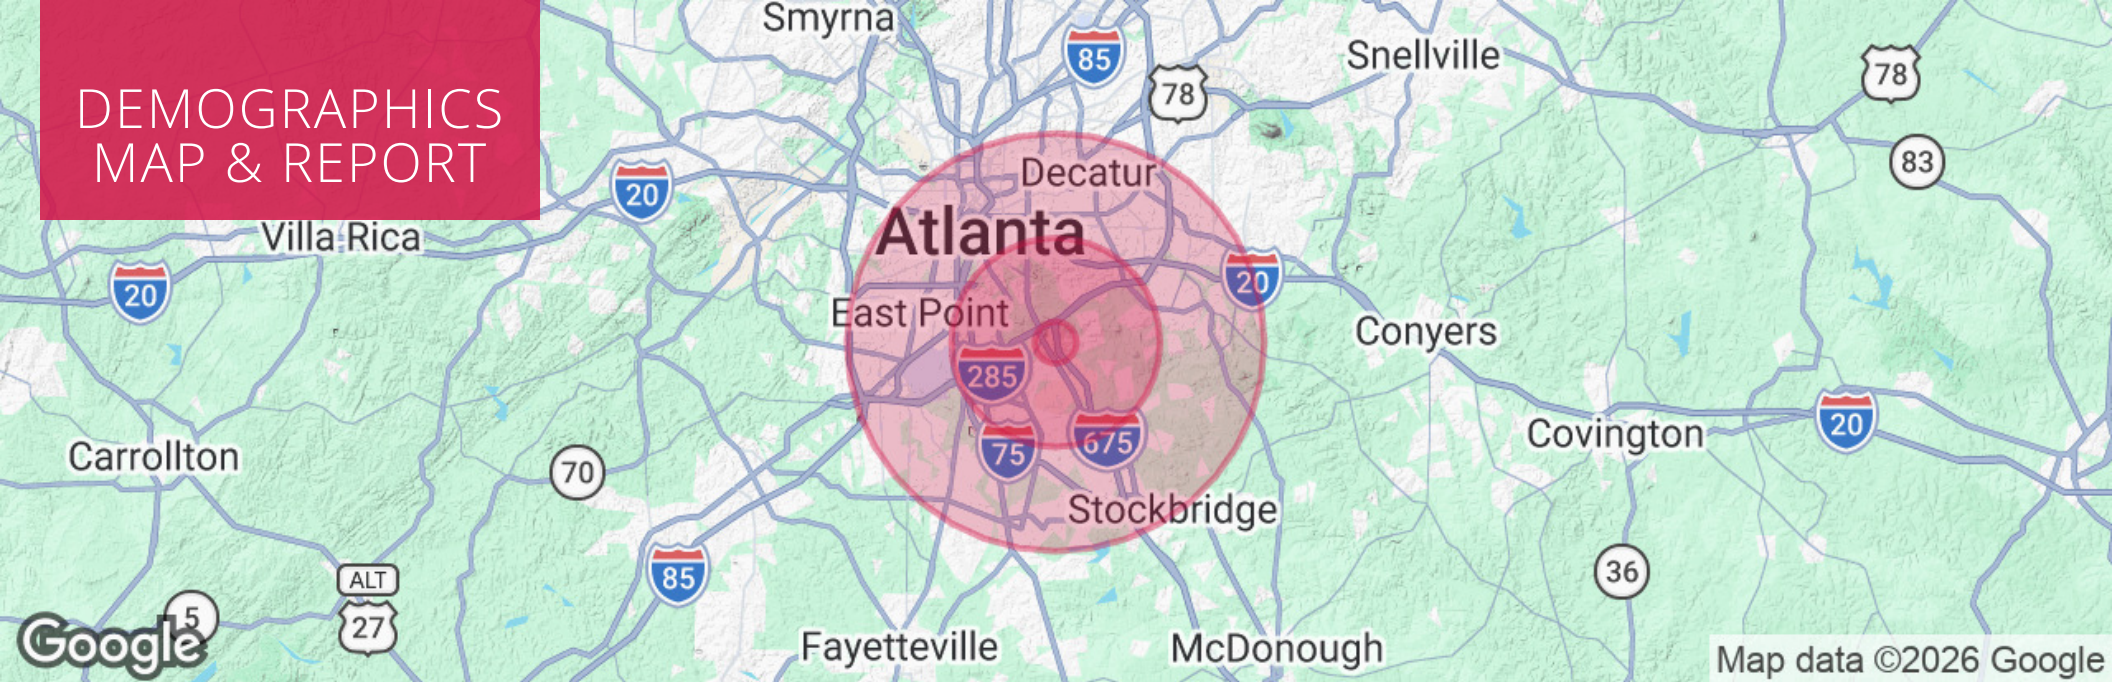 DEMOGRAPHICS
MAP & REPORT
Smyrna
85
78
Snellville
78
83
Decatur
20
Atlanta
Villa Rica
20
20
East Point
285
Conyers
75
675
Covington
20
Carrollton
70
Stockbridge
85
36
ALT
27
5
Google
Fayetteville
McDonough
Map data ©2026 Google